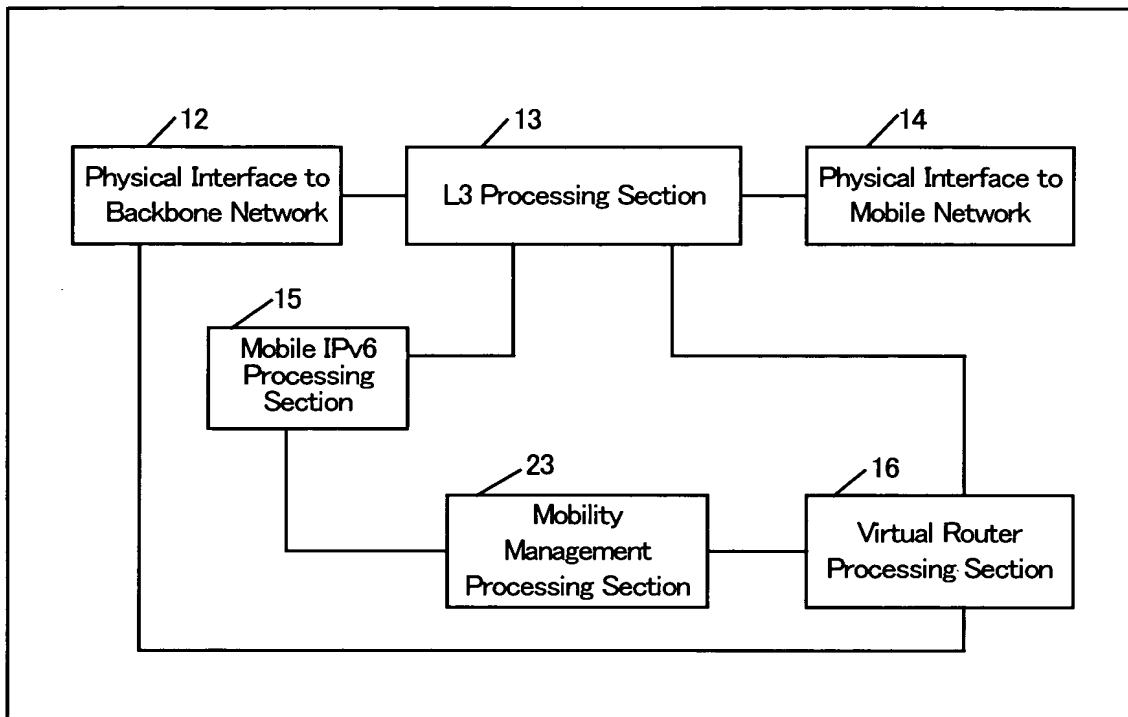 12
Physical Interface to
Backbone Network
13
L3 Processing Section
14
Physical Interface to
Mobile Network
15
Mobile IPv6
Processing
Section
23
Mobility
Management
Processing Section
16
Virtual Router
Processing Section